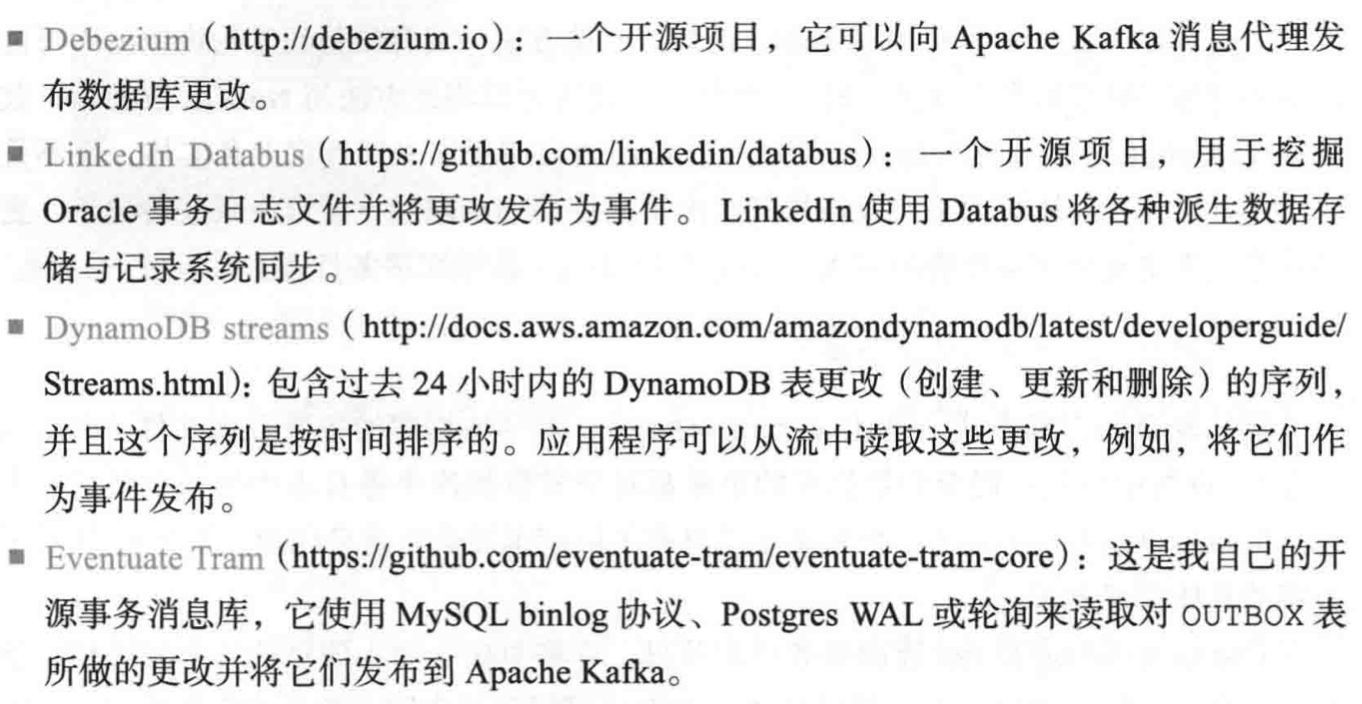 ■ Debezium（http://debezium.io）：一个开源项目，它可以向 Apache Kafka 消息代理发
布数据库更改。
■ LinkedIn Databus（https://github.com/linkedin/databus）：一个开源项目，用于挖掘
Oracle 事务日志文件并将更改发布为事件。LinkedIn 使用 Databus 将各种派生数据存
储与记录系统同步。
■ DynamoDB streams（http://docs.aws.amazon.com/amazondynamodb/latest/developerguide/
Streams.html）：包含过去 24 小时内的 DynamoDB 表更改（创建、更新和删除）的序列，
并且这个序列是按时间排序的。应用程序可以从流中读取这些更改，例如，将它们作
为事件发布。
■ Eventuate Tram（https://github.com/eventuate-tram/eventuate-tram-core）：这是我自己的开
源事务消息库，它使用 MySQL binlog 协议、Postgres WAL 或轮询来读取对 OUTBOX 表
所做的更改并将它们发布到 Apache Kafka。